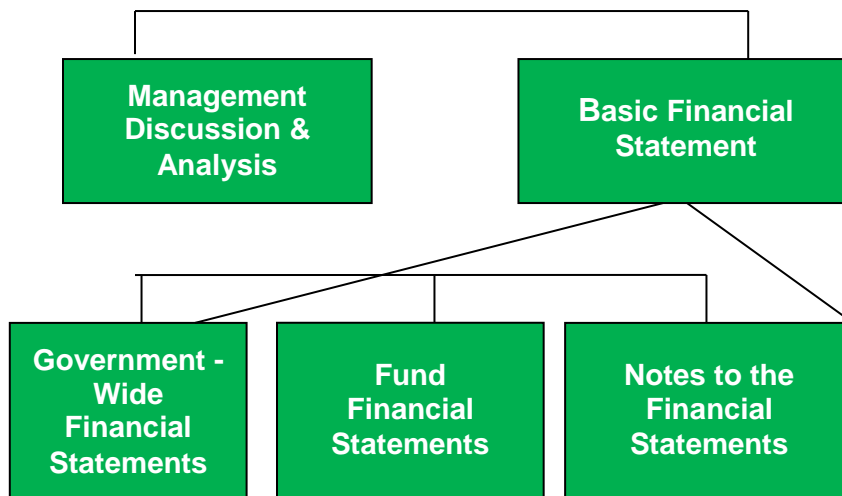 Management
Discussion &
Analysis
Basic Financial
Statement
Government -
Wide
Financial
Statements
Fund
Financial
Statements
Notes to the
Financial
Statements